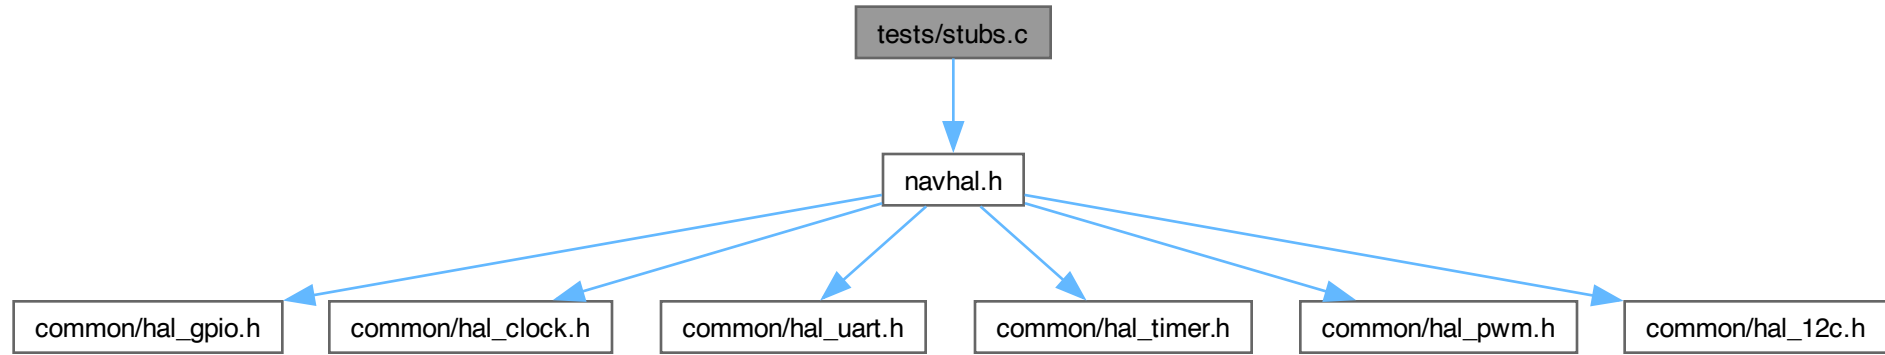 tests/stubs.c
navhal.h
common/hal_gpio.h
common/hal_clock.h
common/hal_uart.h
common/hal_timer.h
common/hal_pwm.h
common/hal_12c.h